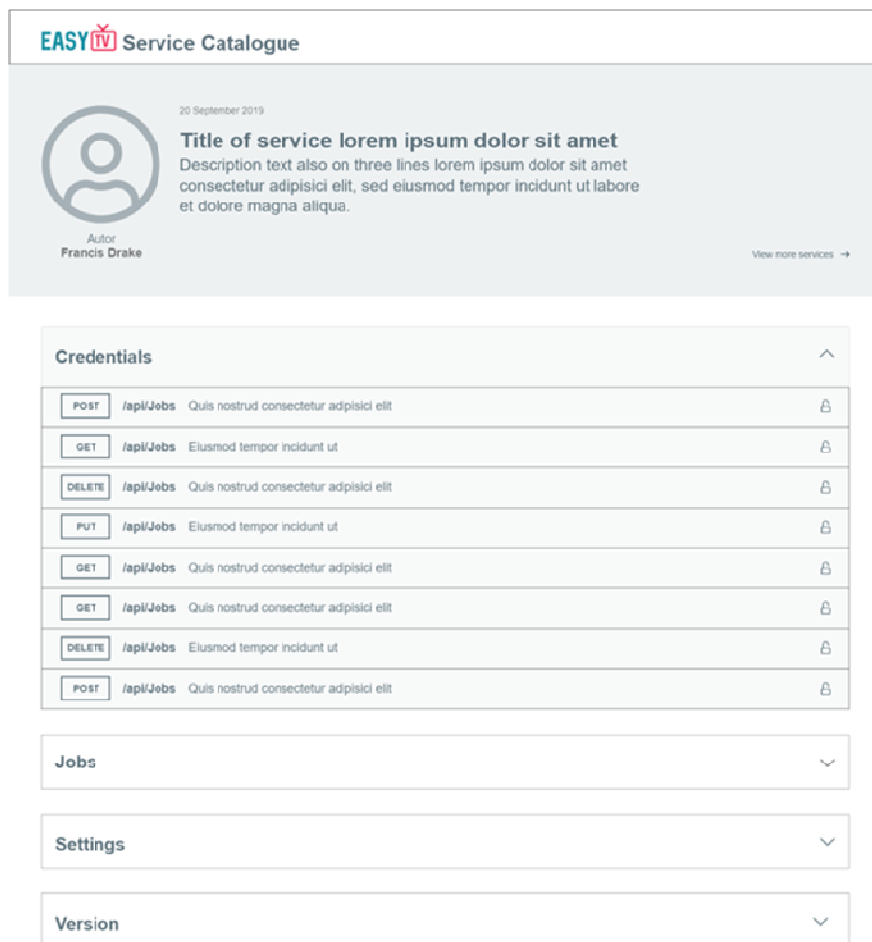 EASY TV Service Catalogue
20 September 2019
Title of service lorem ipsum dolor sit amet
Description text also on three lines lorem ipsum dolor sit amet
consectetur adipisici elit, sed eiusmod tempor incidunt ut labore
et dolore magna aliqua.
Autor
Francis Drake
View more services →
Credentials
POST /api/Jobs Quis nostrud consectetur adipisici elit
GET /api/Jobs Eiusmod tempor incidunt ut
DELETE /api/Jobs Quis nostrud consectetur adipisici elit
PUT /api/Jobs Eiusmod tempor incidunt ut
GET /api/Jobs Quis nostrud consectetur adipisici elit
GET /api/Jobs Quis nostrud consectetur adipisici elit
DELETE /api/Jobs Eiusmod tempor incidunt ut
POST /api/Jobs Quis nostrud consectetur adipisici elit
Jobs
Settings
Version